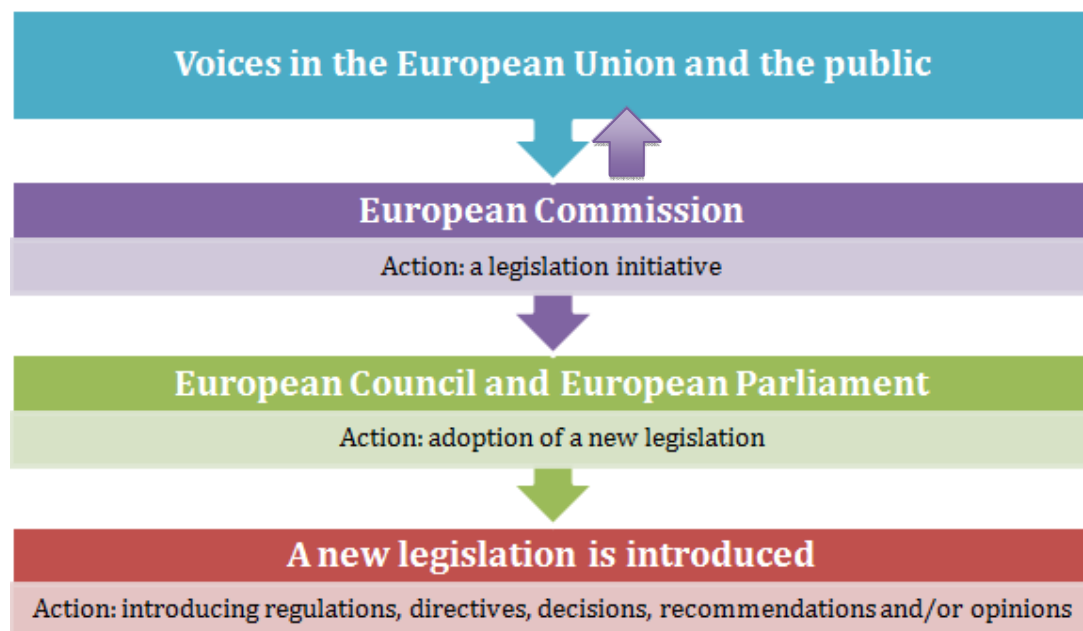 Voices in the European Union and the public
European Commission
Action: a legislation initiative
European Council and European Parliament
Action: adoption of a new legislation
A new legislation is introduced
Action: introducing regulations, directives, decisions, recommendations and/or opinions